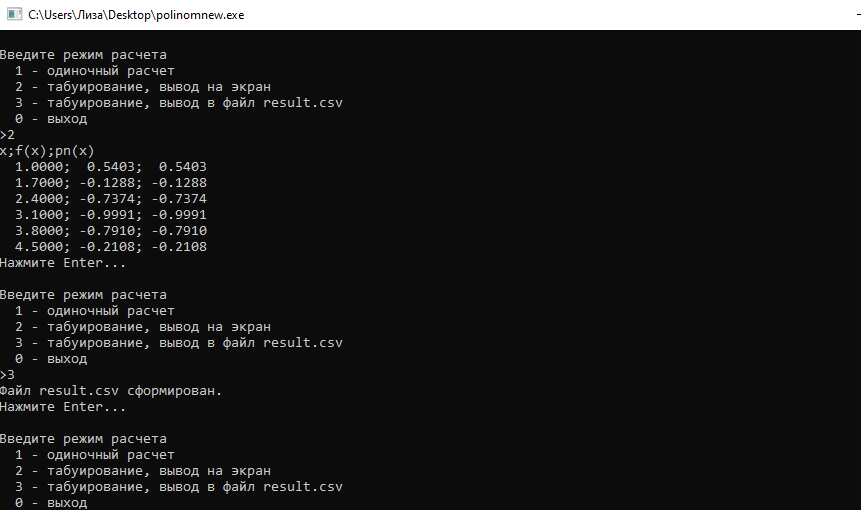 C:\Users\Лиза\Desktop\polinomnew.exe
Введите режим расчета
1 - одиночный расчет
2 - табуирование, вывод на экран
3 - табуирование, вывод в файл result.csv
0 - выход
>2
x;f(x);pn(x)
1.0000;  0.5403;  0.5403
1.7000; -0.1288; -0.1288
2.4000; -0.7374; -0.7374
3.1000; -0.9991; -0.9991
3.8000; -0.7910; -0.7910
4.5000; -0.2108; -0.2108
Нажмите Enter...
Введите режим расчета
1 - одиночный расчет
2 - табуирование, вывод на экран
3 - табуирование, вывод в файл result.csv
0 - выход
>3
Файл result.csv сформирован.
Нажмите Enter...
Введите режим расчета
1 - одиночный расчет
2 - табуирование, вывод на экран
3 - табуирование, вывод в файл result.csv
0 - выход